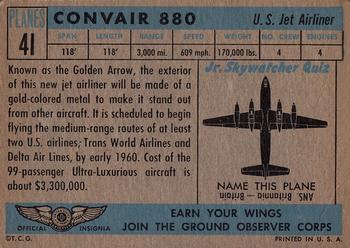 PLANES
41
CONVAIR 880
U.S. Jet Airliner
SPAN LENGTH RANGE SPEED WEIGHT NO. CREW ENGINES
118' 118' 3,000 mi. 609 mph. 170,000 lbs. 4 4
Known as the Golden Arrow, the exterior
of this new jet airliner will be made of a
gold-colored metal to make it stand out
from other aircraft. It is scheduled to begin
flying the medium-range routes of at least
two U.S. airlines; Trans World Airlines and
Delta Air Lines, by early 1960. Cost of the
99-passenger Ultra-Luxurious aircraft is
about $3,300,000.
Jr. Skywatcher Quiz
NAME THIS PLANE
ANS. Britannia
British Airliner
OFFICIAL INSIGNIA
EARN YOUR WINGS
JOIN THE GROUND OBSERVER CORPS
©T.C.G.
PRINTED IN U.S.A.